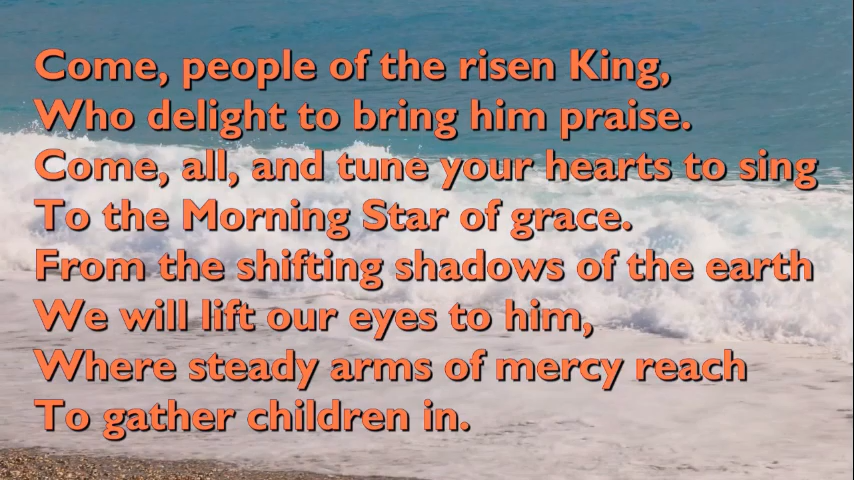 Come, people of the risen King,
Who delight to bring him praise.
Come, all, and tune your hearts to sing
To the Morning Star of grace.
From the shifting shadows of the earth
We will lift our eyes to him,
Where steady arms of mercy reach
To gather children in.